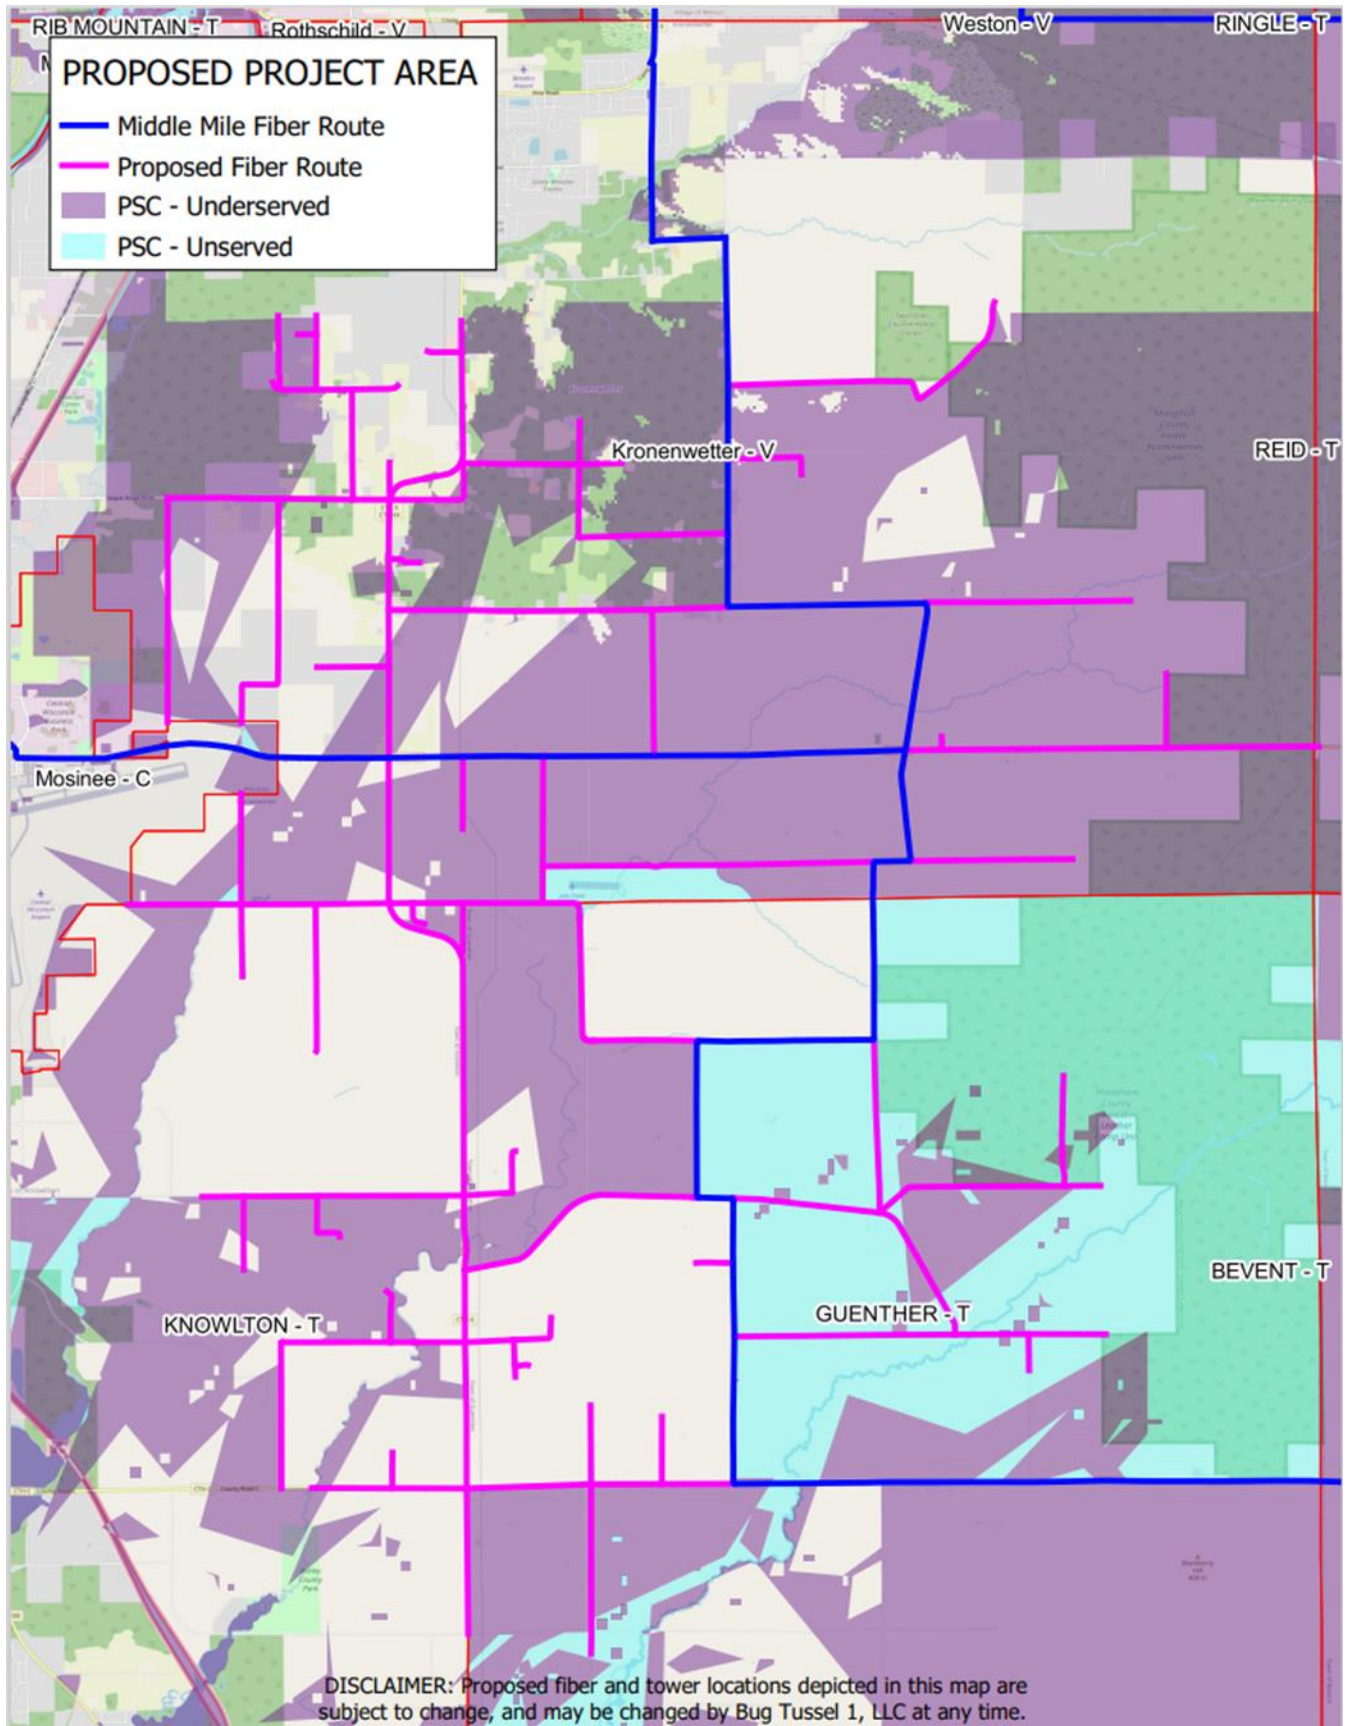 RIB MOUNTAIN - T
Rothschild - V
Weston - V
RINGLE - T
PROPOSED PROJECT AREA
Middle Mile Fiber Route
Proposed Fiber Route
PSC - Underserved
PSC - Unserved
Kronenwetter
Kronenwetter - V
REID - T
Mosinee - C
BEVENT - T
GUENTHER - T
KNOWLTON - T
DISCLAIMER: Proposed fiber and tower locations depicted in this map are
subject to change, and may be changed by Bug Tussel 1, LLC at any time.